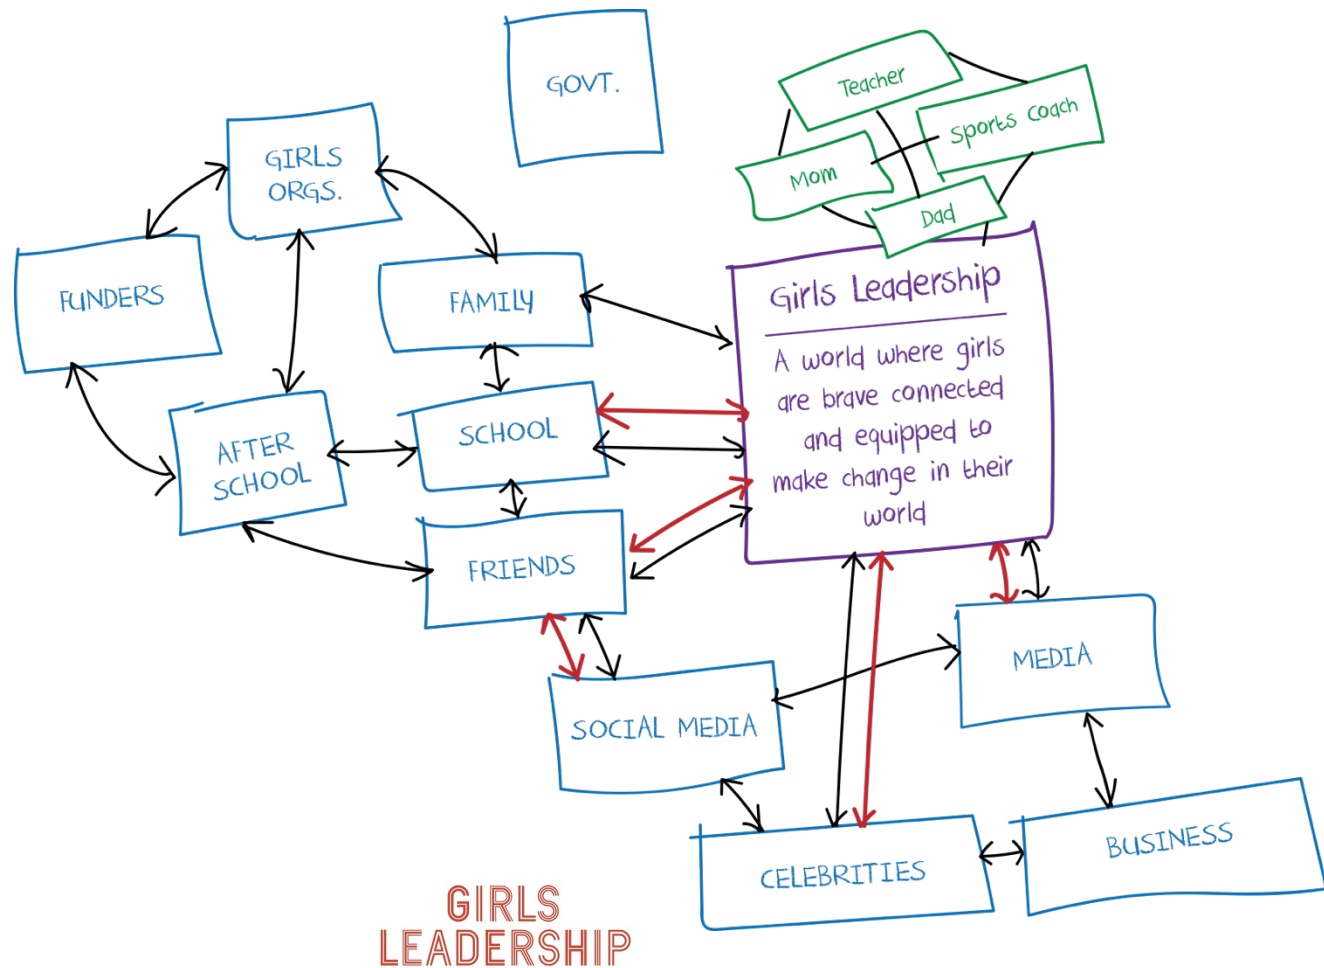 GOVT.
Teacher
Sports Coach
Mom
Dad
GIRLS
ORGS.
FUNDERS
FAMILY
Girls Leadership
A world where girls
are brave connected
and equipped to
make change in their
world
AFTER
SCHOOL
SCHOOL
FRIENDS
SOCIAL MEDIA
MEDIA
CELEBRITIES
BUSINESS
GIRLS
LEADERSHIP